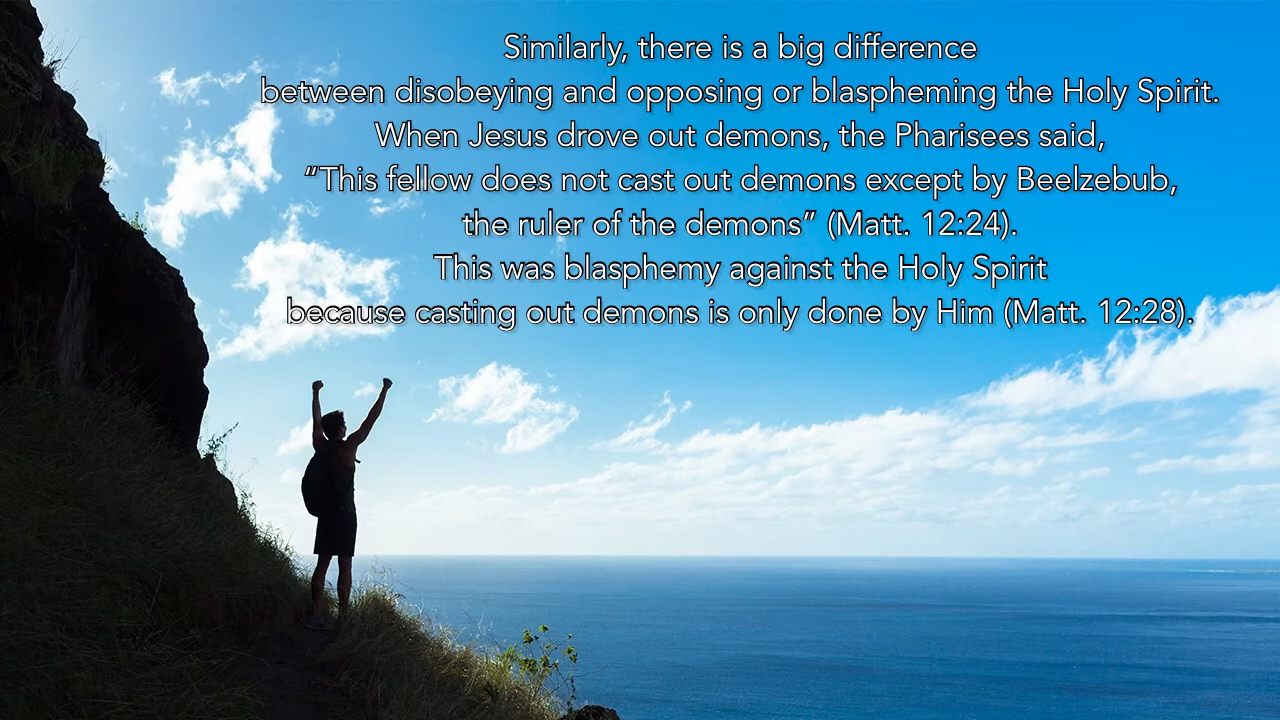 Similarly, there is a big difference
between disobeying and opposing or blaspheming the Holy Spirit.
When Jesus drove out demons, the Pharisees said,
“This fellow does not cast out demons except by Beelzebub,
the ruler of the demons” (Matt. 12:24).
This was blasphemy against the Holy Spirit
because casting out demons is only done by Him (Matt. 12:28).